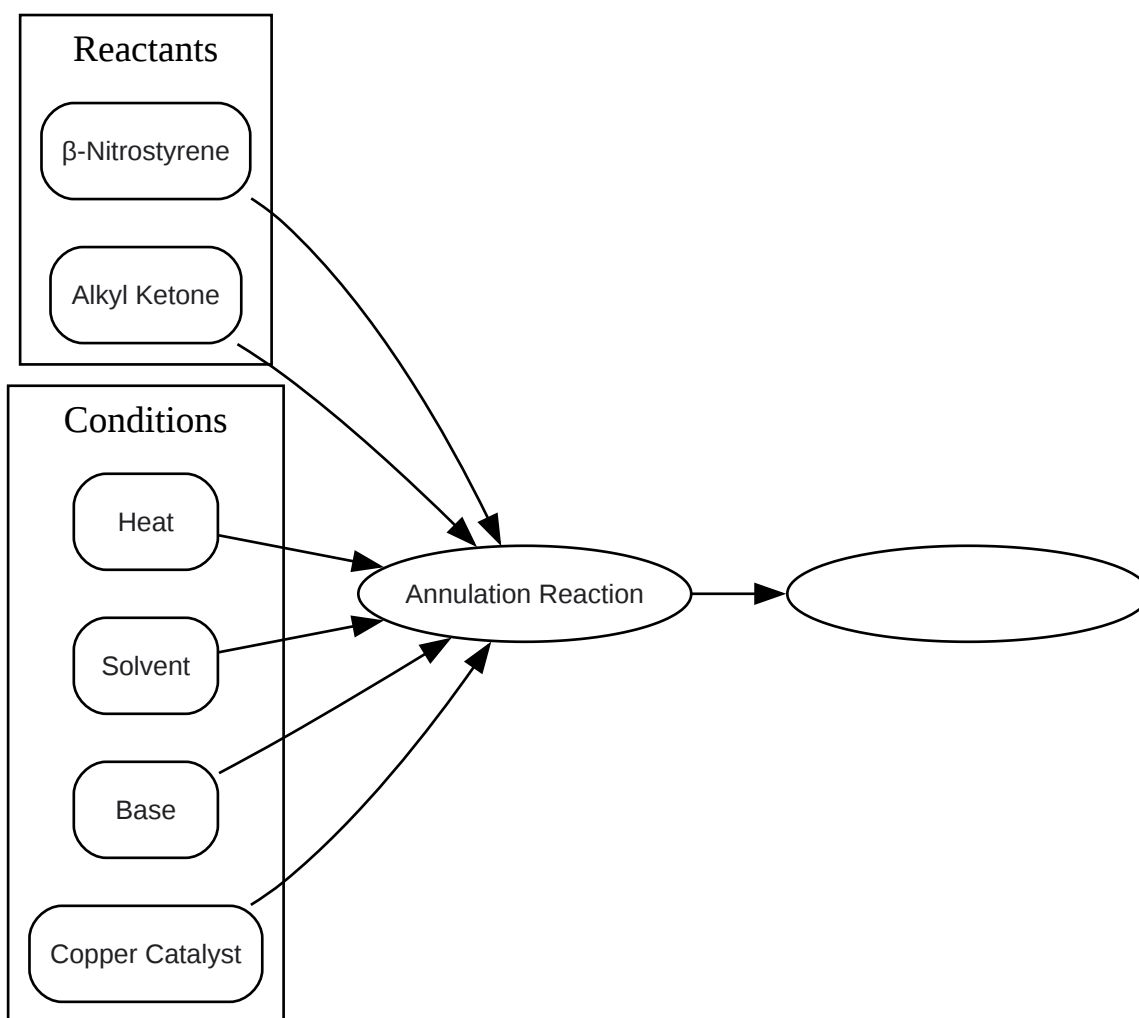 Reactants
β-Nitrostyrene
Alkyl Ketone
Conditions
Heat
Solvent
Base
Copper Catalyst
Annulation Reaction